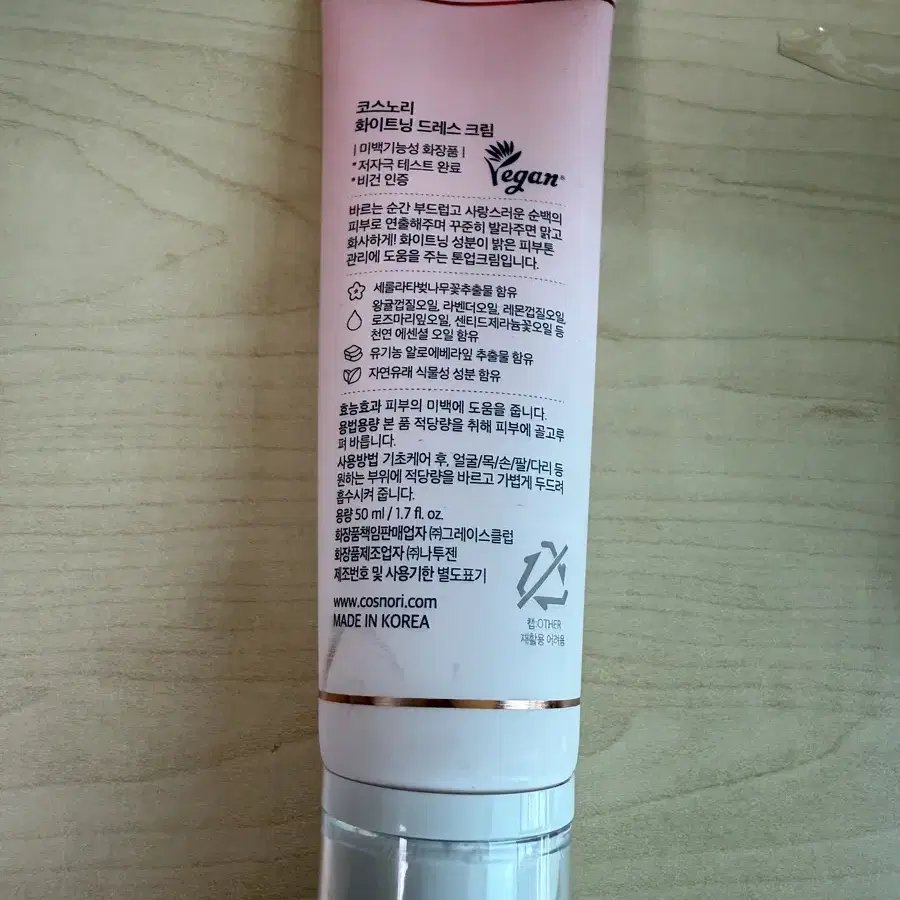 코스노리
화이트닝 드레스 크림
| 미백기능성 화장품 |
*저자극 테스트 완료
*비건 인증
Vegan®
바르는 순간 부드럽고 사랑스러운 순백의
피부로 연출해주며 꾸준히 발라주면 맑고
화사하게! 화이트닝 성분이 밝은 피부톤
관리에 도움을 주는 톤업크림입니다.
세룰라타벚나무꽃추출물 함유
왕귤껍질오일, 라벤더오일, 레몬껍질오일,
로즈마리잎오일, 센티드제라늄꽃오일 등
천연 에센셜 오일 함유
유기농 알로에베라잎 추출물 함유
자연유래 식물성 성분 함유
효능효과 피부의 미백에 도움을 줍니다.
용법용량 본 품 적당량을 취해 피부에 골고루
펴 바릅니다.
사용방법 기초케어 후, 얼굴/목/손/팔/다리 등
원하는 부위에 적당량을 바르고 가볍게 두드려
흡수시켜 줍니다.
용량 50 ml / 1.7 fl. oz.
화장품책임판매업자 ㈜그레이스클럽
화장품제조업자 ㈜나투젠
제조번호 및 사용기한 별도표기
www.cosnori.com
MADE IN KOREA
캡:OTHER
재활용 어려움